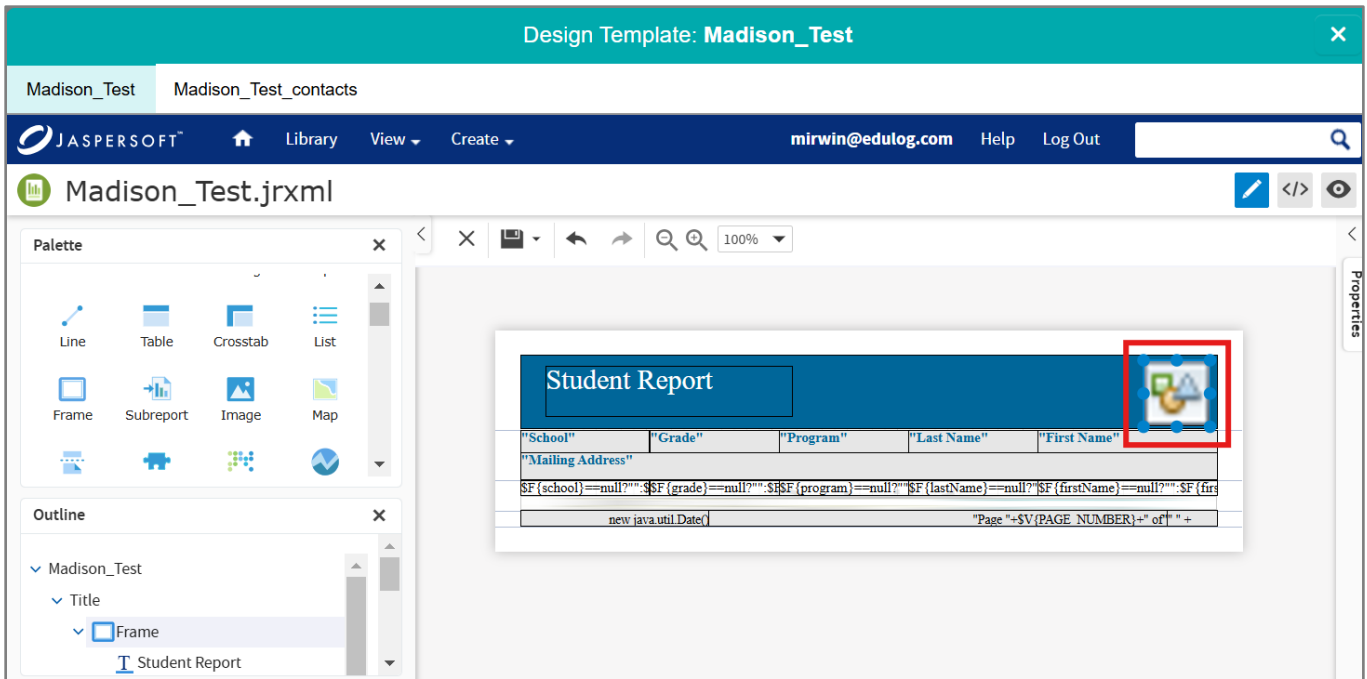 Design Template: Madison_Test
Madison_Test Madison_Test_contacts
JASPERSOFT™ Library View Create mirwin@edulog.com Help Log Out
Madison_Test.jrxml
Palette
100%
Properties
Line Table Crosstab List
Frame Subreport Image Map
Student Report
"School" "Grade" "Program" "Last Name" "First Name"
"Mailing Address"
$F{school}==null?"":$ $F{grade}==null?"":$F $F{program}==null?"" $F{lastName}==null?" $F{firstName}==null?"":$F{firs
new java.util.Date() "Page "+$V{PAGE_NUMBER}+" of" " +
Outline
Madison_Test
Title
Frame
T Student Report